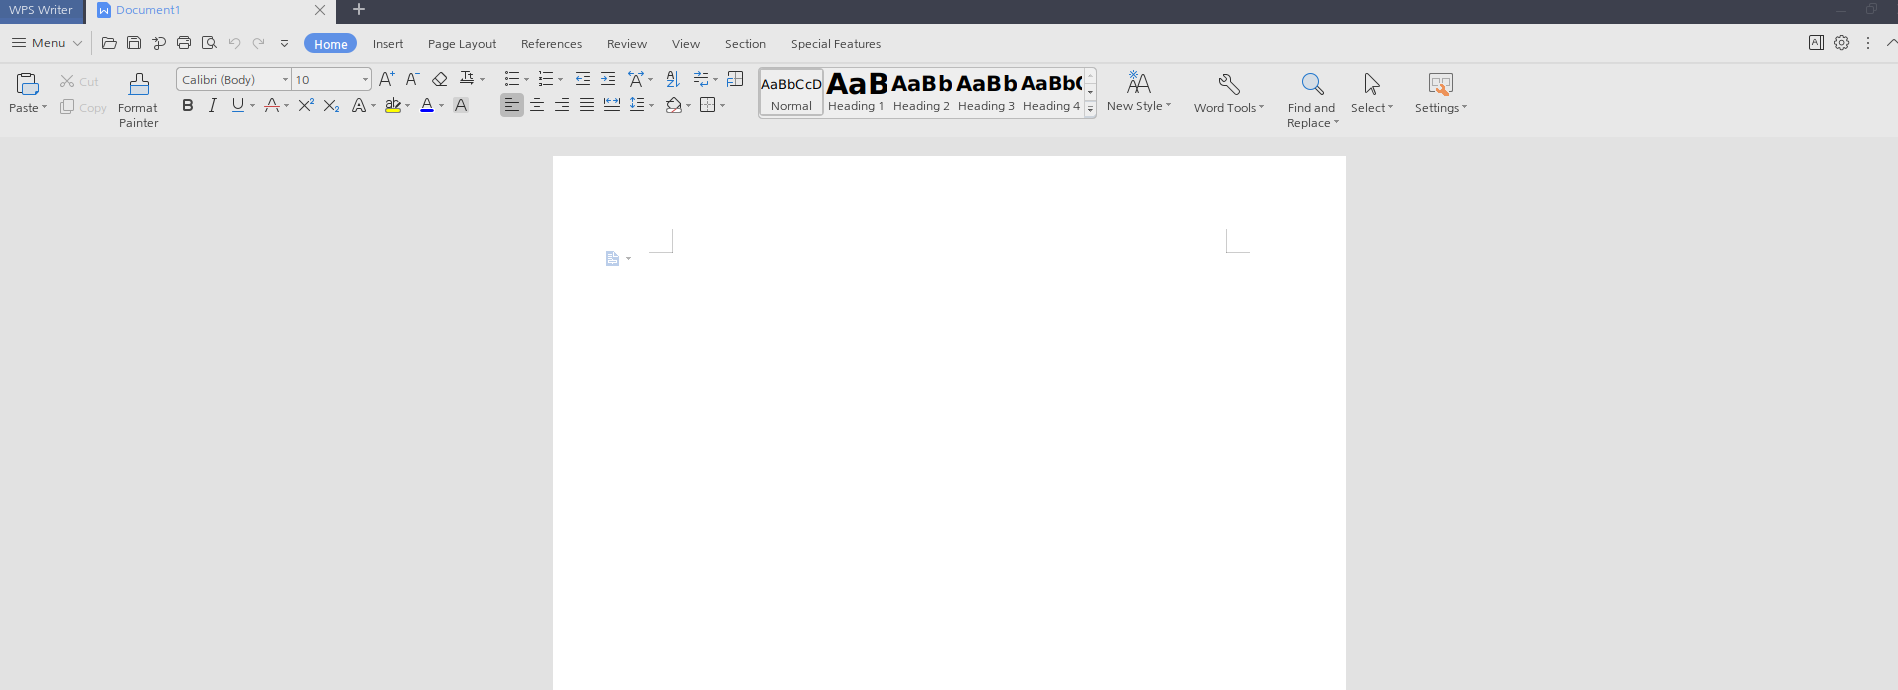 WPS Writer Document1
Menu Home Insert Page Layout References Review View Section Special Features
Paste Cut Copy Format Painter
Calibri (Body) 10
AaBbCcD AaB AaBb AaBb AaBb
Normal Heading 1 Heading 2 Heading 3 Heading 4
New Style Word Tools Find and Replace Select Settings